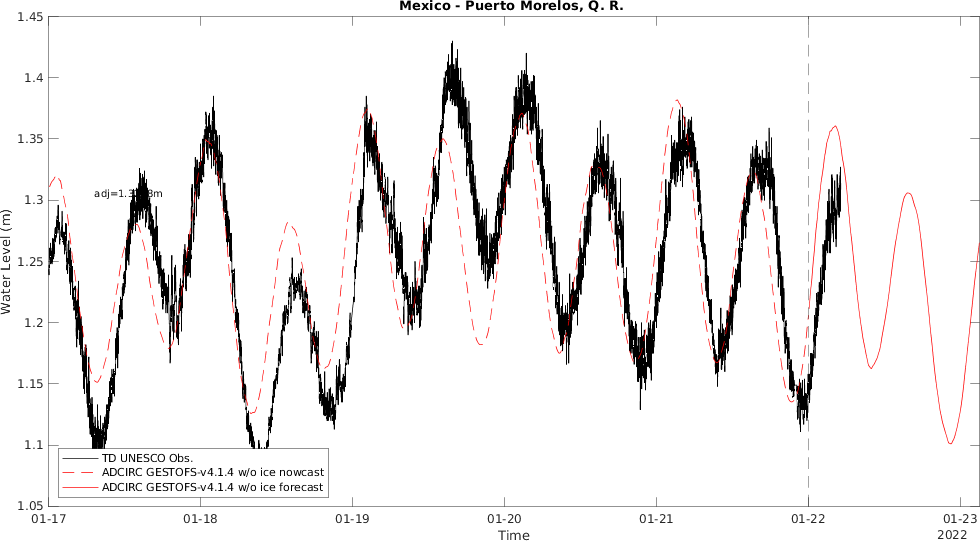 Mexico - Puerto Morelos, Q. R.
1.45
1.4
1.35
1.3
1.25
1.2
1.15
1.1
1.05
Water Level (m)
TD UNESCO Obs.
ADCIRC GESTOFS-v4.1.4 w/o ice nowcast
ADCIRC GESTOFS-v4.1.4 w/o ice forecast
01-17
01-18
01-19
01-20
01-21
01-22
01-23
Time
2022